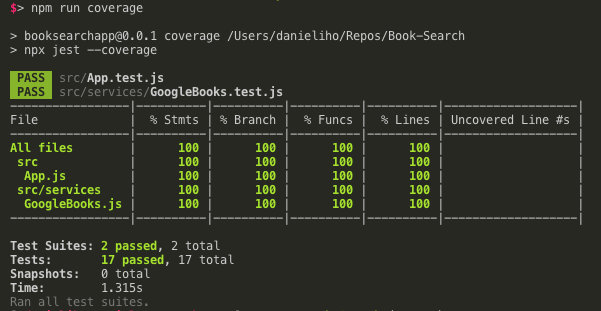 $> npm run coverage
> booksearchapp@0.0.1 coverage /Users/danieliho/Repos/Book-Search
> npx jest --coverage
PASS src/App.test.js
PASS src/services/GoogleBooks.test.js
File | % Stmts | % Branch | % Funcs | % Lines | Uncovered Line #s |
All files | 100 | 100 | 100 | 100 | |
src | 100 | 100 | 100 | 100 | |
App.js | 100 | 100 | 100 | 100 | |
src/services | 100 | 100 | 100 | 100 | |
GoogleBooks.js | 100 | 100 | 100 | 100 | |
Test Suites: 2 passed, 2 total
Tests: 17 passed, 17 total
Snapshots: 0 total
Time: 1.315s
Ran all test suites.